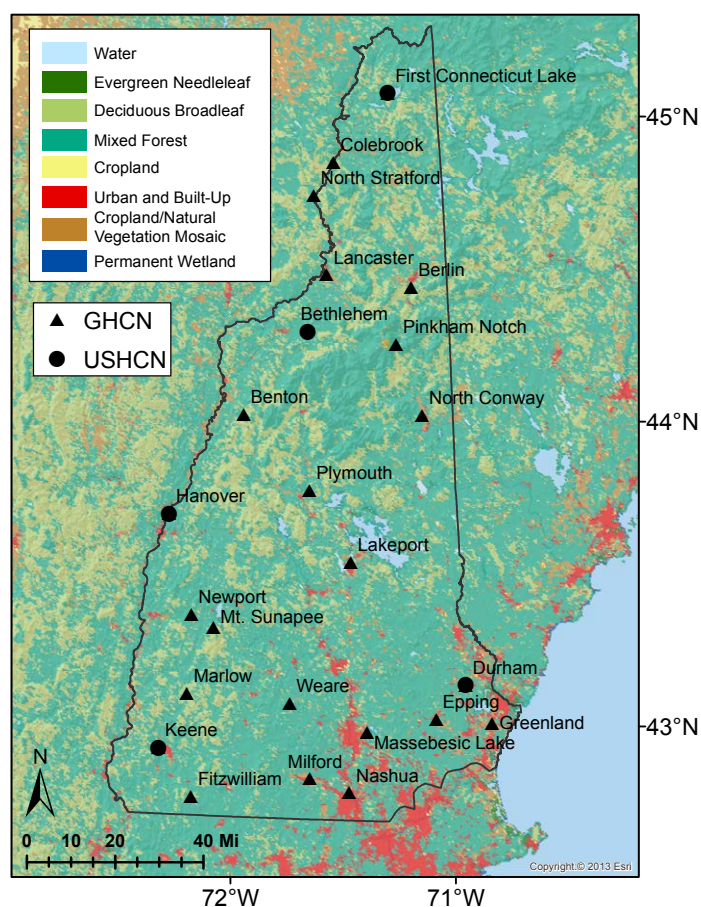 Water
Evergreen Needleleaf
Deciduous Broadleaf
Mixed Forest
Cropland
Urban and Built-Up
Cropland/Natural
Vegetation Mosaic
Permanent Wetland
GHCN
USHCN
First Connecticut Lake
45°N
Colebrook
North Stratford
Lancaster
Berlin
Bethlehem
Pinkham Notch
Benton
North Conway
44°N
Plymouth
Hanover
Lakeport
Newport
Mt. Sunapee
Durham
Marlow
Weare
Epping
Greenland
43°N
Keene
Massebesic Lake
N
Milford
Fitzwilliam
Nashua
0 10 20 40 Mi
Copyright:© 2013 Esri
72°W
71°W